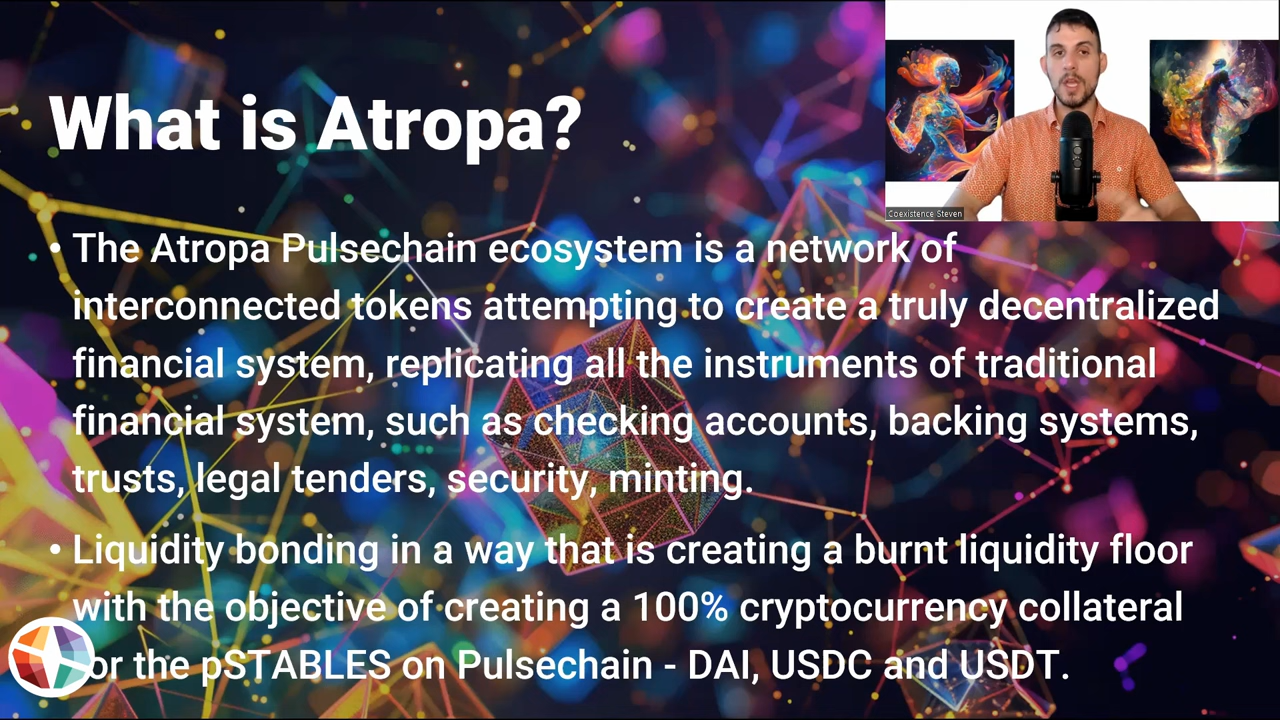 What is Atropa?
Coexistence Steven
• The Atropa Pulsechain ecosystem is a network of
interconnected tokens attempting to create a truly decentralized
financial system, replicating all the instruments of traditional
financial system, such as checking accounts, backing systems,
trusts, legal tenders, security, minting.
• Liquidity bonding in a way that is creating a burnt liquidity floor
with the objective of creating a 100% cryptocurrency collateral
or the pSTABLES on Pulsechain - DAI, USDC and USDT.